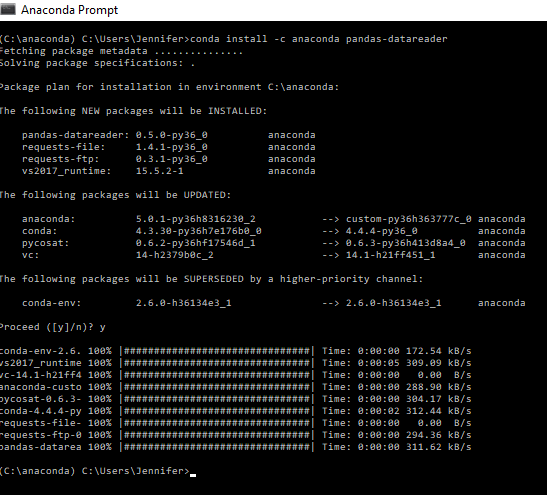 Anaconda Prompt
(C:\anaconda) C:\Users\Jennifer>conda install -c anaconda pandas-datareader
Fetching package metadata ...............
Solving package specifications: .
Package plan for installation in environment C:\anaconda:
The following NEW packages will be INSTALLED:
pandas-datareader: 0.5.0-py36_0 anaconda
requests-file: 1.4.1-py36_0 anaconda
requests-ftp: 0.3.1-py36_0 anaconda
vs2017_runtime: 15.5.2-1 anaconda
The following packages will be UPDATED:
anaconda: 5.0.1-py36h8316230_2 --> custom-py36h363777c_0 anaconda
conda: 4.3.30-py36h7e176b0_0 --> 4.4.4-py36_0 anaconda
pycosat: 0.6.2-py36hf17546d_1 --> 0.6.3-py36h413d8a4_0 anaconda
vc: 14-h2379b0c_2 --> 14.1-h21ff451_1 anaconda
The following packages will be SUPERSEDED by a higher-priority channel:
conda-env: 2.6.0-h36134e3_1 --> 2.6.0-h36134e3_1 anaconda
Proceed ([y]/n)? y
conda-env-2.6. 100% |###############################| Time: 0:00:00 172.54 kB/s
vs2017_runtime 100% |###############################| Time: 0:00:05 309.00 kB/s
vc-14.1-h21ff4 100% |###############################| Time: 0:00:00 0.00 B/s
anaconda-custo 100% |###############################| Time: 0:00:00 288.90 kB/s
pycosat-0.6.3- 100% |###############################| Time: 0:00:00 304.17 kB/s
conda-4.4.4-py 100% |###############################| Time: 0:00:02 312.44 kB/s
requests-file- 100% |###############################| Time: 0:00:00 0.00 B/s
requests-ftp-0 100% |###############################| Time: 0:00:00 294.36 kB/s
pandas-datarea 100% |###############################| Time: 0:00:00 311.62 kB/s
(C:\anaconda) C:\Users\Jennifer>_